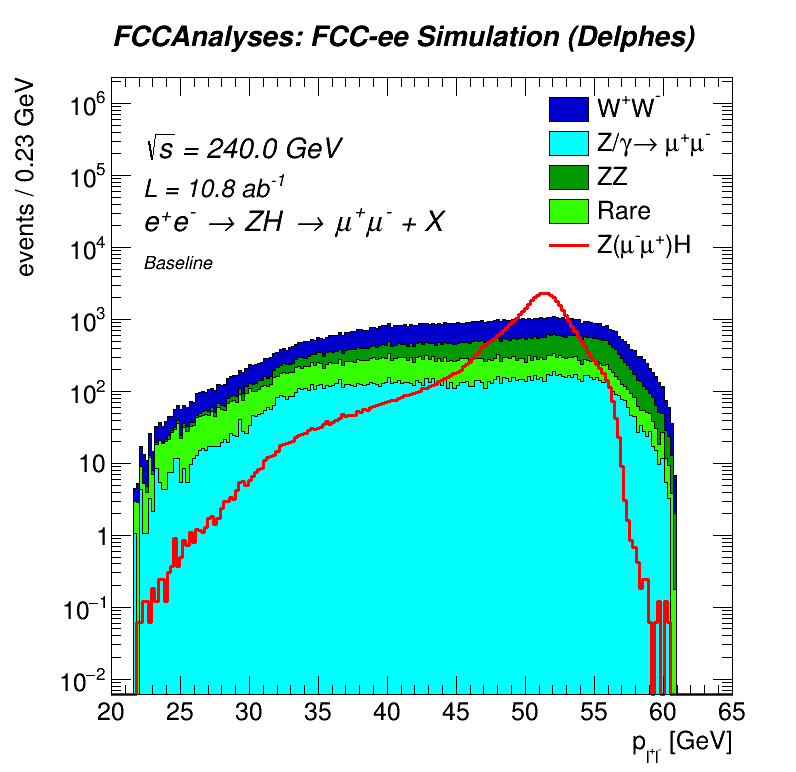 FCCAnalyses: FCC-ee Simulation (Delphes)
events / 0.23 GeV
10⁶
10⁵
10⁴
10³
10²
10
1
10⁻¹
10⁻²
√s = 240.0 GeV
L = 10.8 ab⁻¹
e⁺e⁻ → ZH → μ⁺μ⁻ + X
Baseline
W⁺W⁻
Z/γ→ μ⁺μ⁻
ZZ
Rare
Z(μ⁻μ⁺)H
20 25 30 35 40 45 50 55 60 65
p_l⁺l⁻ [GeV]